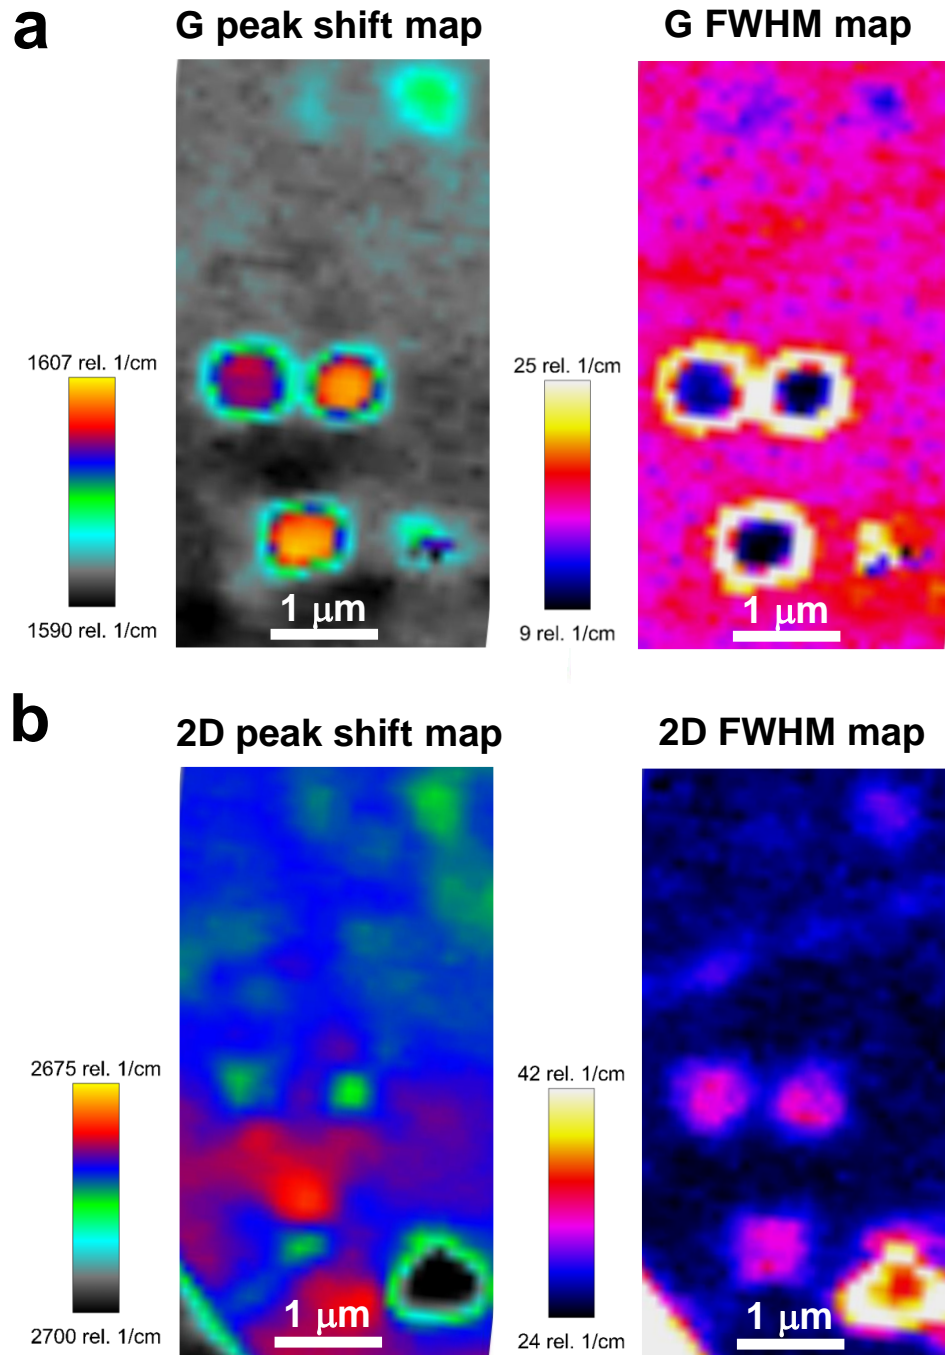 a
G peak shift map
G FWHM map
1607 rel. 1/cm
1590 rel. 1/cm
1 μm
25 rel. 1/cm
9 rel. 1/cm
1 μm
b
2D peak shift map
2D FWHM map
2675 rel. 1/cm
2700 rel. 1/cm
1 μm
42 rel. 1/cm
24 rel. 1/cm
1 μm